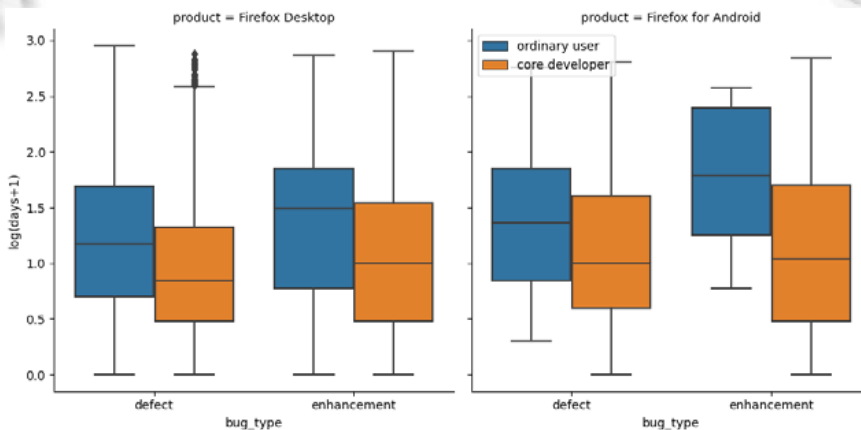 product = Firefox Desktop
product = Firefox for Android
ordinary user
core developer
log(days+1)
3.0
2.5
2.0
1.5
1.0
0.5
0.0
defect
enhancement
defect
enhancement
bug_type
bug_type